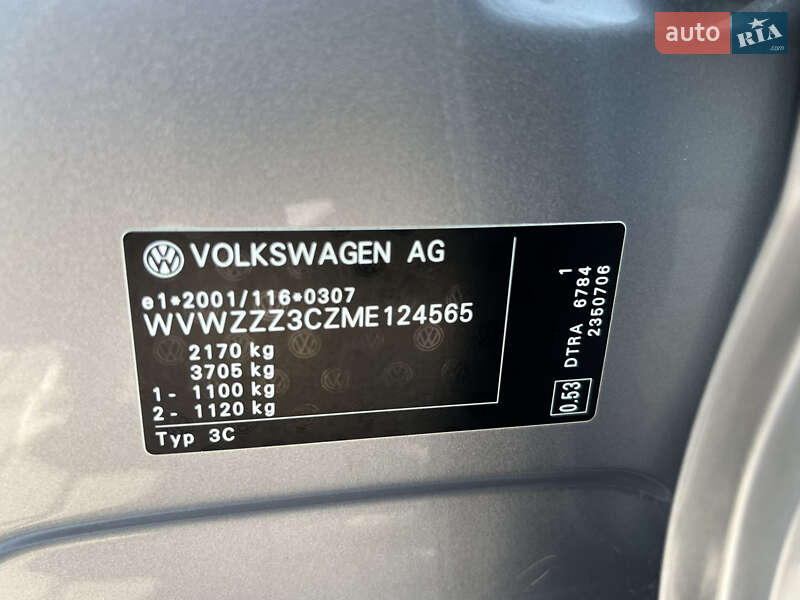 auto RIA.com
VOLKSWAGEN AG
e1*2001/116*0307
WVWZZZ3CZME124565
2170 kg
3705 kg
1- 1100 kg
2- 1120 kg
Typ 3C
0.53 DTRA 6784 1
2350706